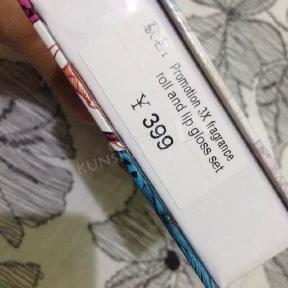 Promotion 3X fragrance
roll and lip gloss set
¥ 399